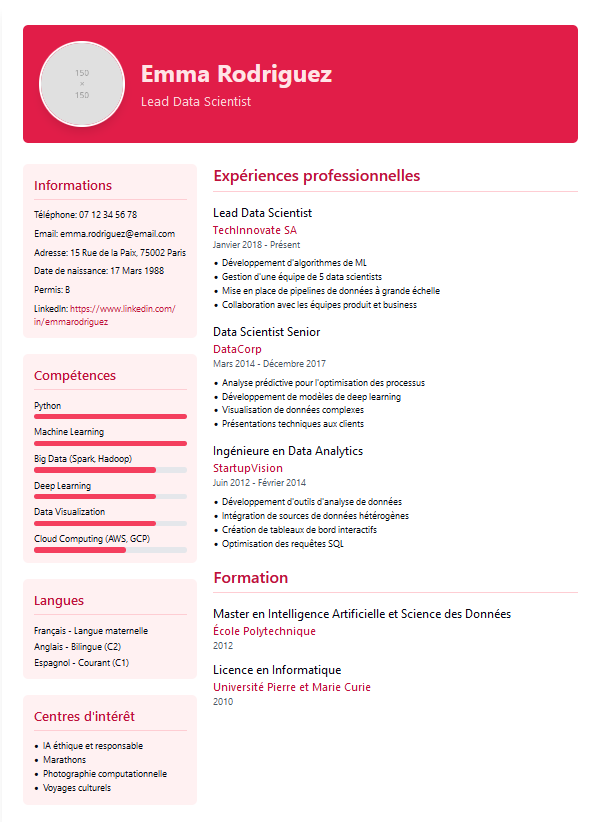 150
×
150
Emma Rodriguez
Lead Data Scientist
Informations
Téléphone: 07 12 34 56 78
Email: emma.rodriguez@email.com
Adresse: 15 Rue de la Paix, 75002 Paris
Date de naissance: 17 Mars 1988
Permis: B
LinkedIn: https://www.linkedin.com/
in/emmarodriguez
Compétences
Python
Machine Learning
Big Data (Spark, Hadoop)
Deep Learning
Data Visualization
Cloud Computing (AWS, GCP)
Langues
Français - Langue maternelle
Anglais - Bilingue (C2)
Espagnol - Courant (C1)
Centres d'intérêt
• IA éthique et responsable
• Marathons
• Photographie computationnelle
• Voyages culturels
Expériences professionnelles
Lead Data Scientist
TechInnovate SA
Janvier 2018 - Présent
• Développement d'algorithmes de ML
• Gestion d'une équipe de 5 data scientists
• Mise en place de pipelines de données à grande échelle
• Collaboration avec les équipes produit et business
Data Scientist Senior
DataCorp
Mars 2014 - Décembre 2017
• Analyse prédictive pour l'optimisation des processus
• Développement de modèles de deep learning
• Visualisation de données complexes
• Présentations techniques aux clients
Ingénieure en Data Analytics
StartupVision
Juin 2012 - Février 2014
• Développement d'outils d'analyse de données
• Intégration de sources de données hétérogènes
• Création de tableaux de bord interactifs
• Optimisation des requêtes SQL
Formation
Master en Intelligence Artificielle et Science des Données
École Polytechnique
2012
Licence en Informatique
Université Pierre et Marie Curie
2010